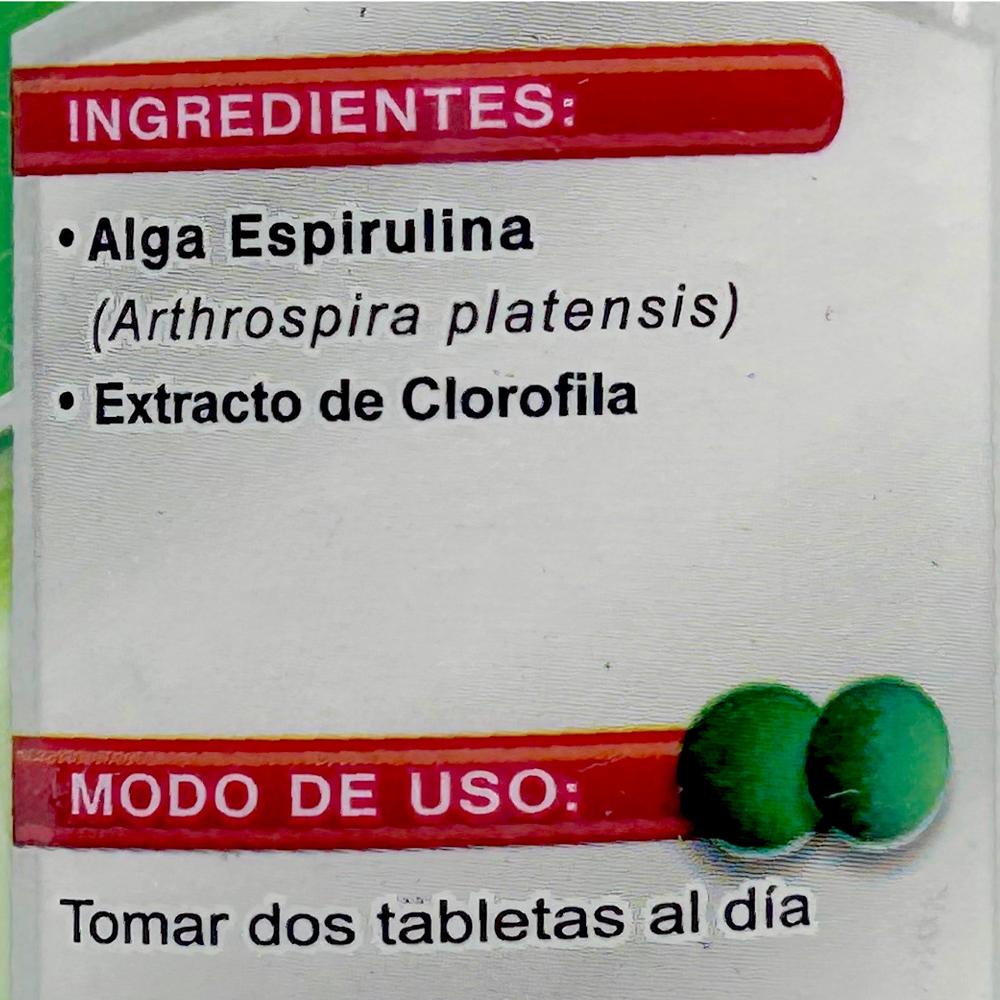 INGREDIENTES:
• Alga Espirulina
(Arthrospira platensis)
• Extracto de Clorofila
MODO DE USO:
Tomar dos tabletas al día